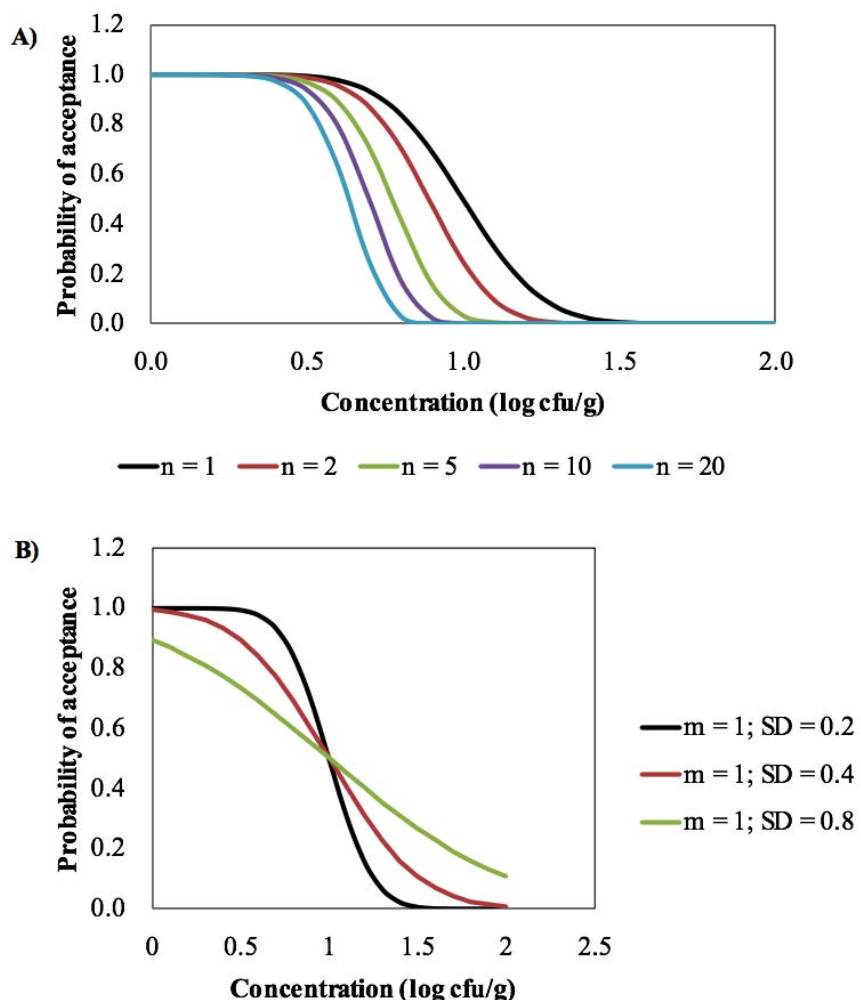 A)
Probability of acceptance
1.2
1.0
0.8
0.6
0.4
0.2
0.0
0.0 0.5 1.0 1.5 2.0
Concentration (log cfu/g)
n = 1 n = 2 n = 5 n = 10 n = 20
B)
Probability of acceptance
1.2
1.0
0.8
0.6
0.4
0.2
0.0
0 0.5 1 1.5 2 2.5
Concentration (log cfu/g)
m = 1; SD = 0.2
m = 1; SD = 0.4
m = 1; SD = 0.8